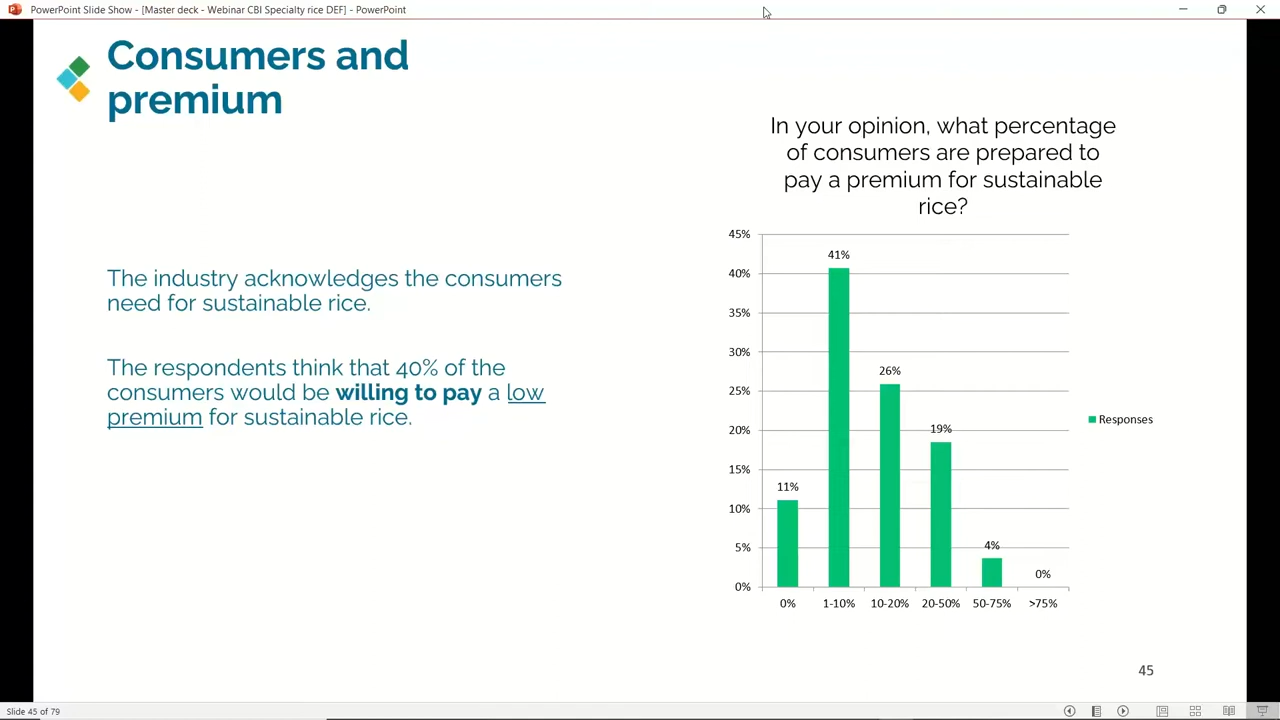 PowerPoint Slide Show - [Master deck - Webinar CBI Specialty rice DEF] - PowerPoint
Consumers and
premium
The industry acknowledges the consumers
need for sustainable rice.
The respondents think that 40% of the
consumers would be willing to pay a low
premium for sustainable rice.
In your opinion, what percentage
of consumers are prepared to
pay a premium for sustainable
rice?
45%
40%
35%
30%
25%
20%
15%
10%
5%
0%
11%
41%
26%
19%
4%
0%
0%
1-10%
10-20%
20-50%
50-75%
>75%
Responses
45
Slide 45 of 79